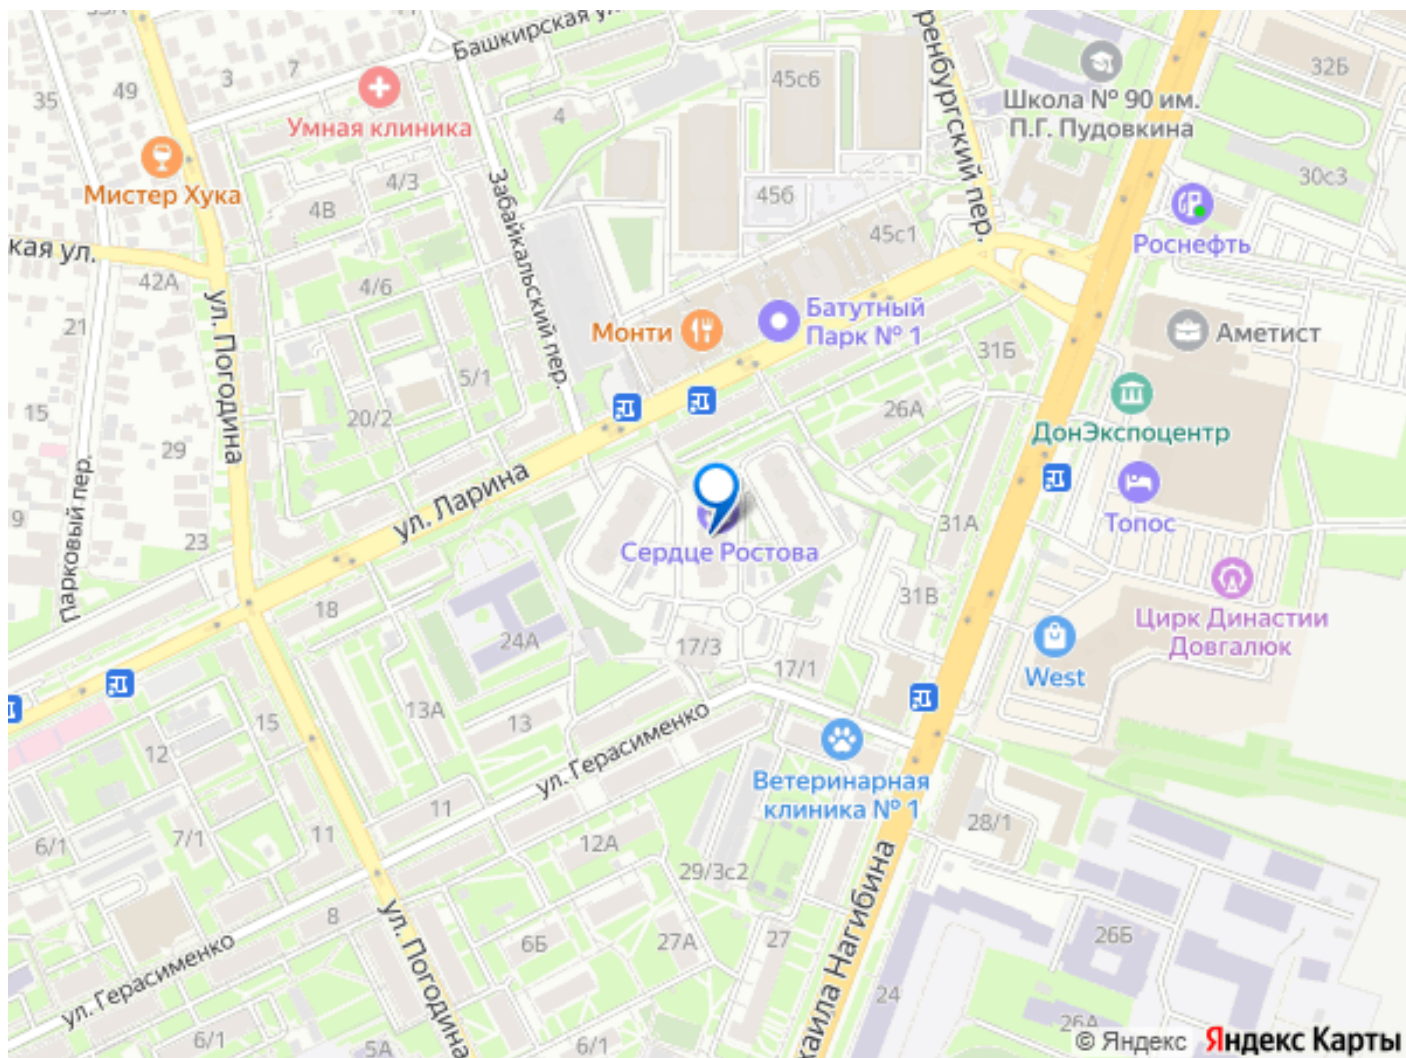 Башкирская ул.
3
7
49
35
45с6
Школа № 90 им.
П.Г. Пудовкина
32Б
Умная клиника
4
Мистер Хука
4/3
4В
Забайкальский пер.
45б
45с1
30с3
Роснефть
кая ул.
42А
4/6
21
ул. Погодина
Монти
Батутный
Парк № 1
Аметист
31Б
5/1
20/2
15
29
26А
ДонЭкспоцентр
ул. Ларина
Парковый пер.
9
23
31А
Топос
Сердце Ростова
18
24А
31В
Цирк Династии
Довгалюк
17/3
17/1
West
13А
13
15
12
ул. Герасименко
Ветеринарная
клиника № 1
11
11
7/1
6/1
12А
28/1
29/3с2
8
ул. Погодина
ул. Герасименко
6Б
27А
27
хаила Нагибина
26Б
24
26А
6/1
5А
6/1
© Яндекс Яндекс Карты